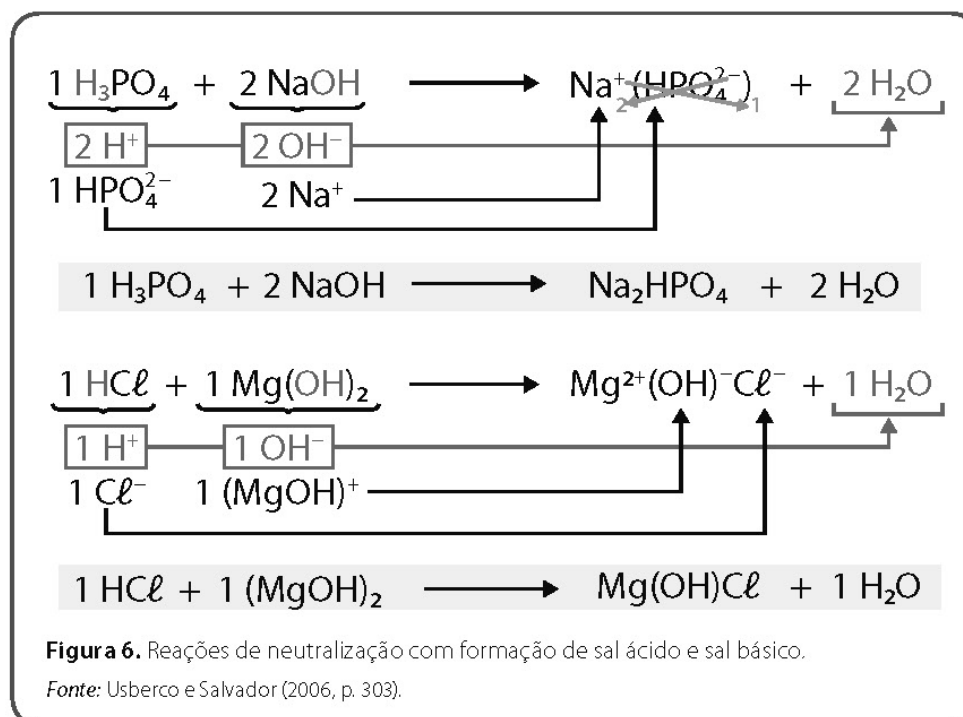 1 H₃PO₄ + 2 NaOH ⟶ Na⁺₂(HPO₄²⁻)₁ + 2 H₂O
2 H⁺ 2 OH⁻
1 HPO₄²⁻ 2 Na⁺
1 H₃PO₄ + 2 NaOH ⟶ Na₂HPO₄ + 2 H₂O
1 HCℓ + 1 Mg(OH)₂ ⟶ Mg²⁺(OH)⁻Cℓ⁻ + 1 H₂O
1 H⁺ 1 OH⁻
1 Cℓ⁻ 1 (MgOH)⁺
1 HCℓ + 1 (MgOH)₂ ⟶ Mg(OH)Cℓ + 1 H₂O
Figura 6. Reações de neutralização com formação de sal ácido e sal básico.
Fonte: Usberco e Salvador (2006, p. 303).